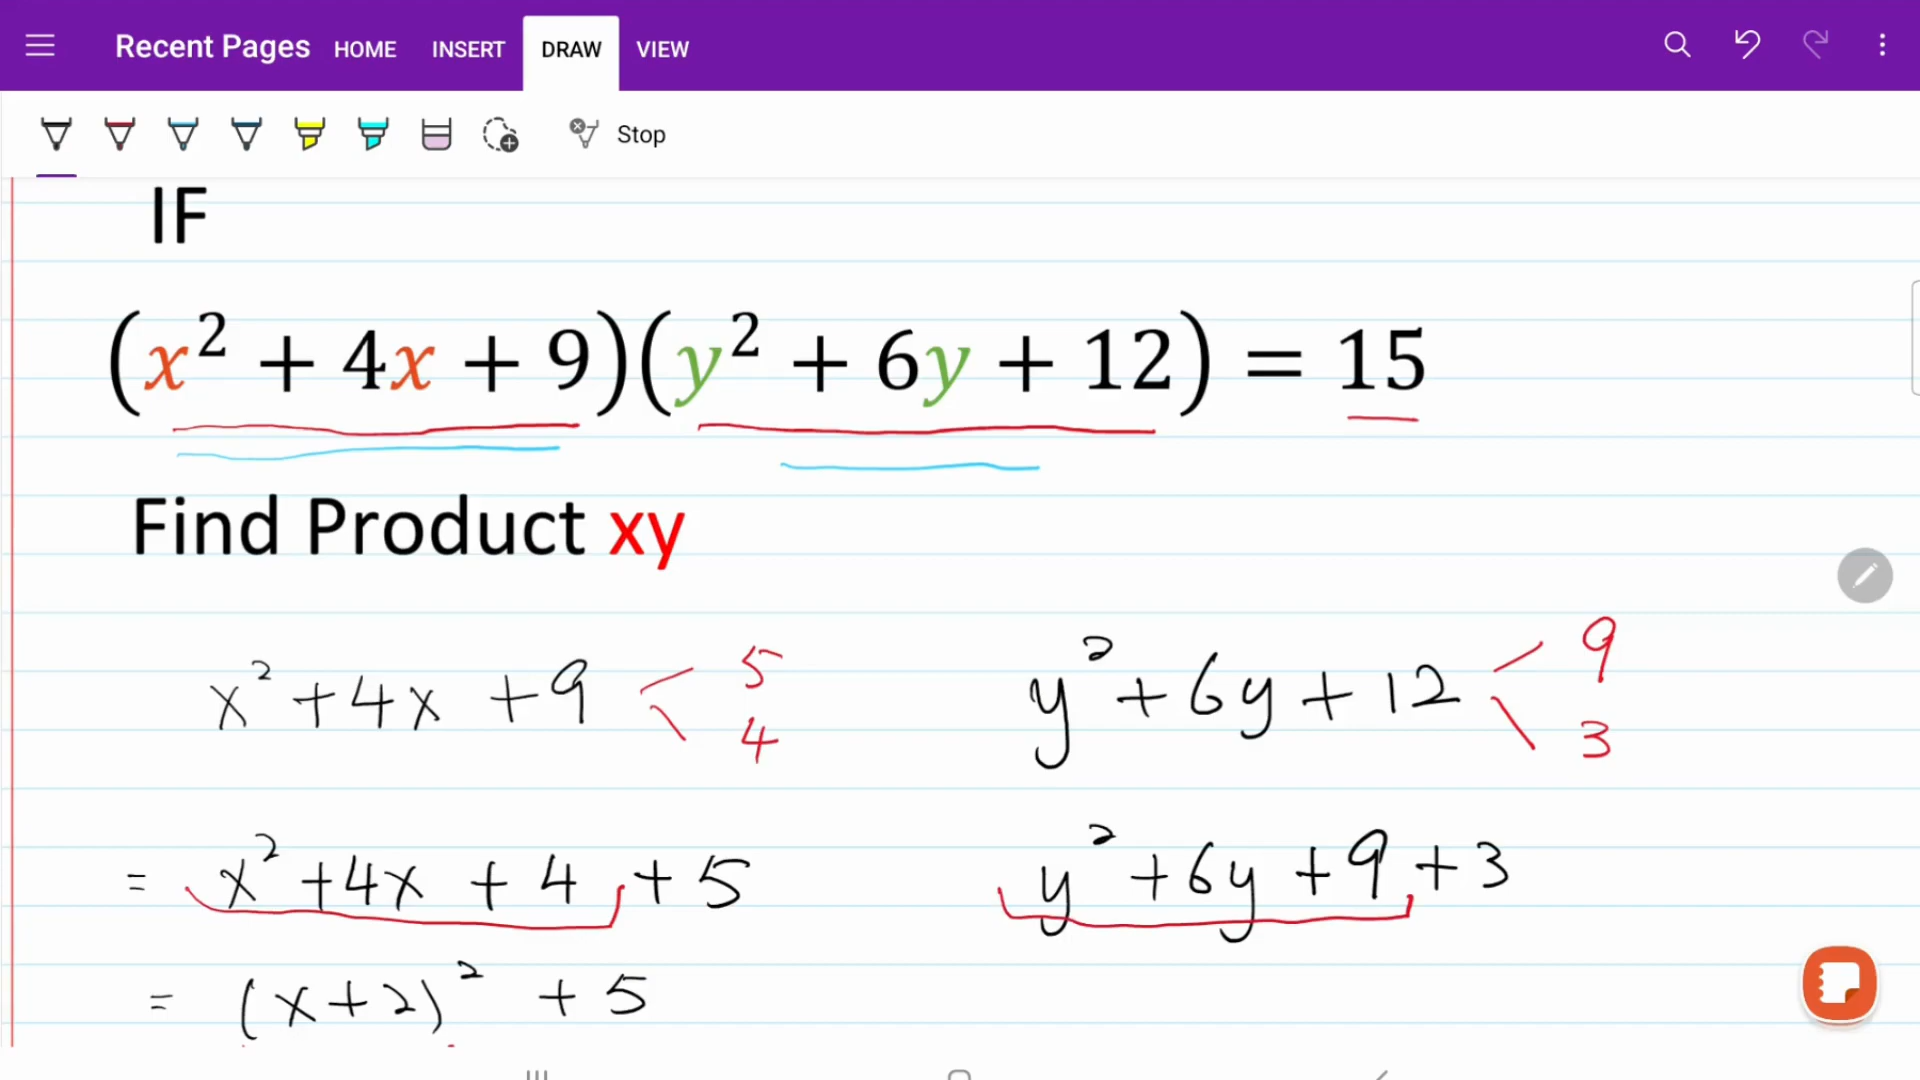 Recent Pages HOME INSERT DRAW VIEW
Stop
IF
(x² + 4x + 9)(y² + 6y + 12) = 15
Find Product xy
x² + 4x + 9 < 5 4
y² + 6y + 12 < 9 3
= x² + 4x + 4 + 5
y² + 6y + 9 + 3
= (x+2)² + 5